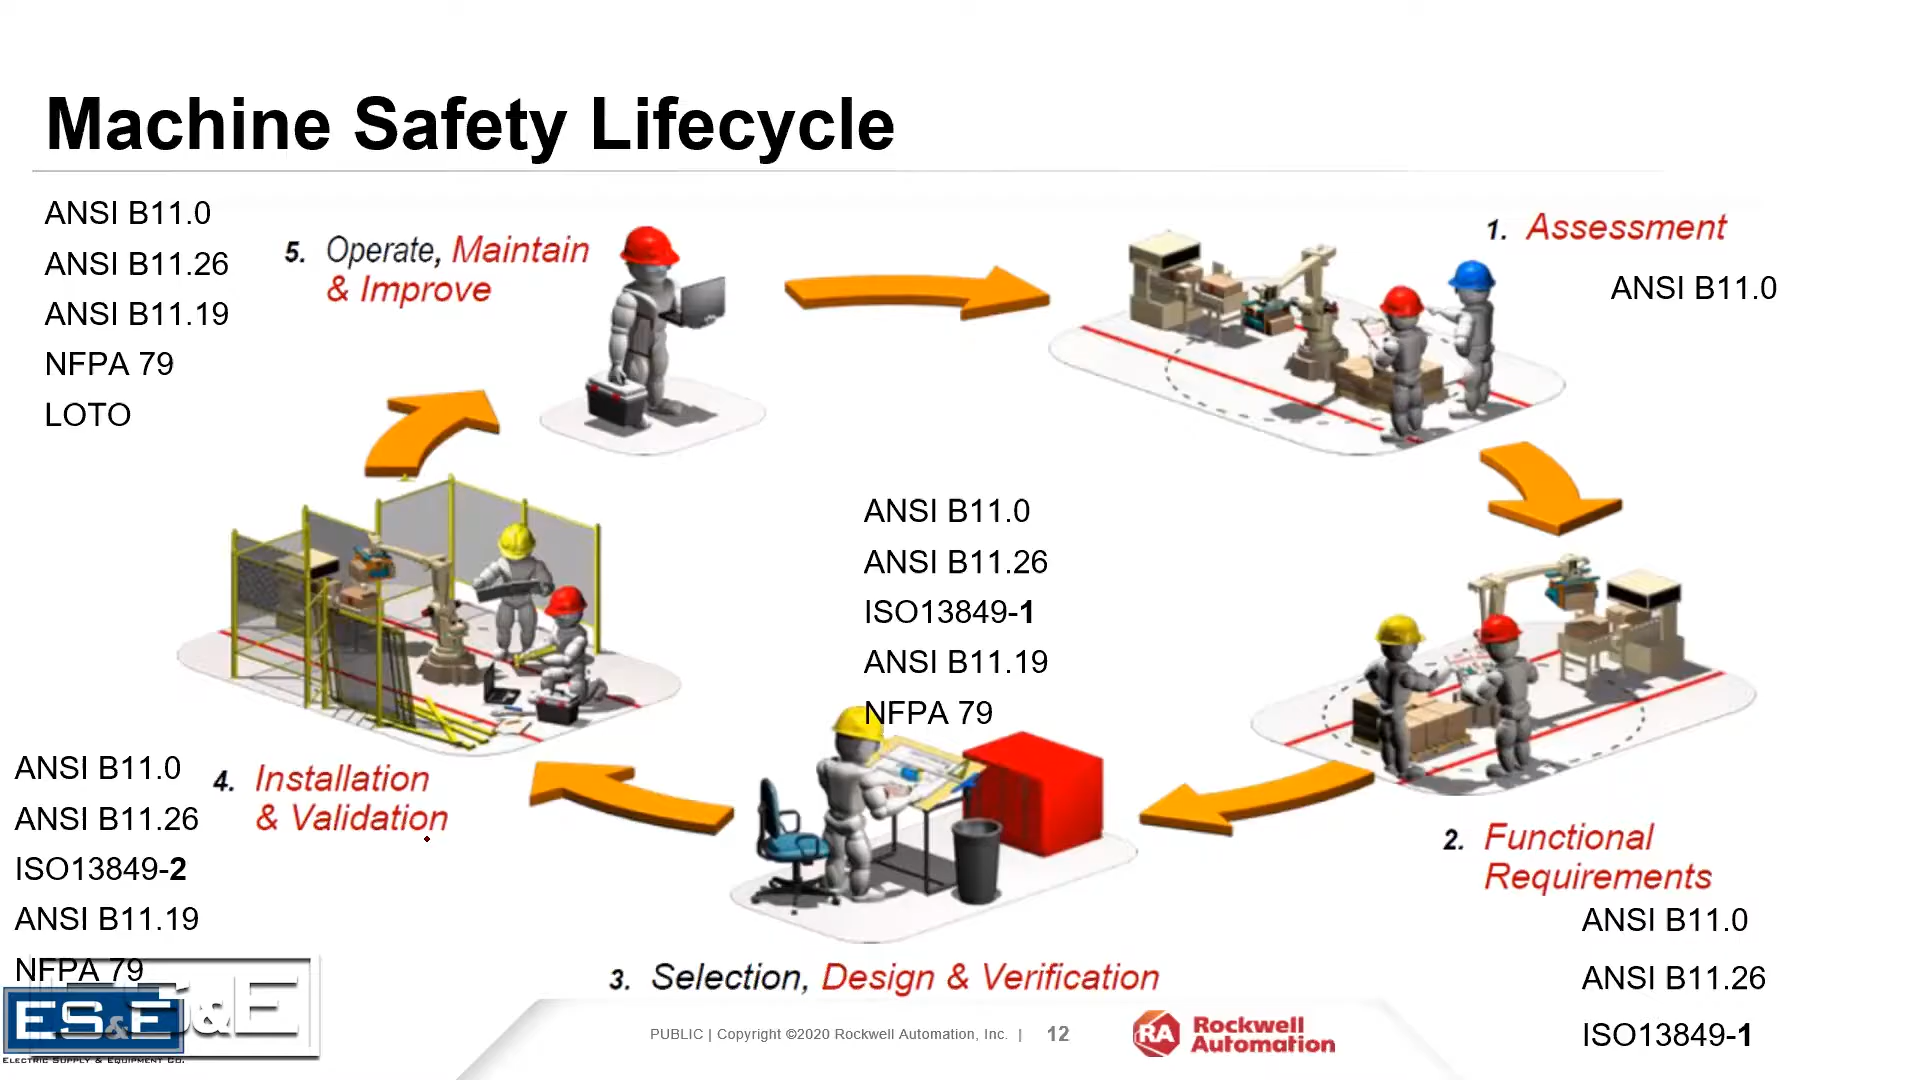 Machine Safety Lifecycle
ANSI B11.0
ANSI B11.26
ANSI B11.19
NFPA 79
LOTO
5. Operate, Maintain
& Improve
1. Assessment
ANSI B11.0
2. Functional
Requirements
ANSI B11.0
ANSI B11.26
ISO13849-1
ANSI B11.0
ANSI B11.26
ISO13849-1
ANSI B11.19
NFPA 79
3. Selection, Design & Verification
4. Installation
& Validation
ANSI B11.0
ANSI B11.26
ISO13849-2
ANSI B11.19
NFPA 79
ES&E
ES&E
ELECTRIC SUPPLY & EQUIPMENT CO.
PUBLIC | Copyright ©2020 Rockwell Automation, Inc. | 12
RA
Rockwell
Automation